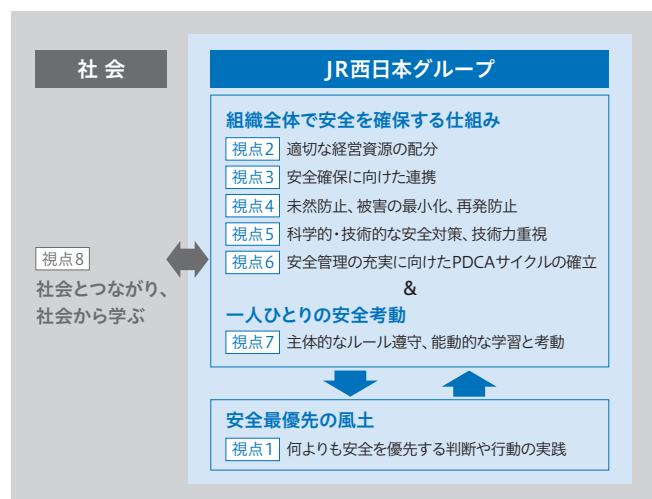 社会
JR西日本グループ
組織全体で安全を確保する仕組み
視点2 適切な経営資源の配分
視点3 安全確保に向けた連携
視点4 未然防止、被害の最小化、再発防止
視点5 科学的・技術的な安全対策、技術力重視
視点6 安全管理の充実に向けたPDCAサイクルの確立
&
一人ひとりの安全考動
視点7 主体的なルール遵守、能動的な学習と考動
視点8
社会とつながり、
社会から学ぶ
安全最優先の風土
視点1 何よりも安全を優先する判断や行動の実践